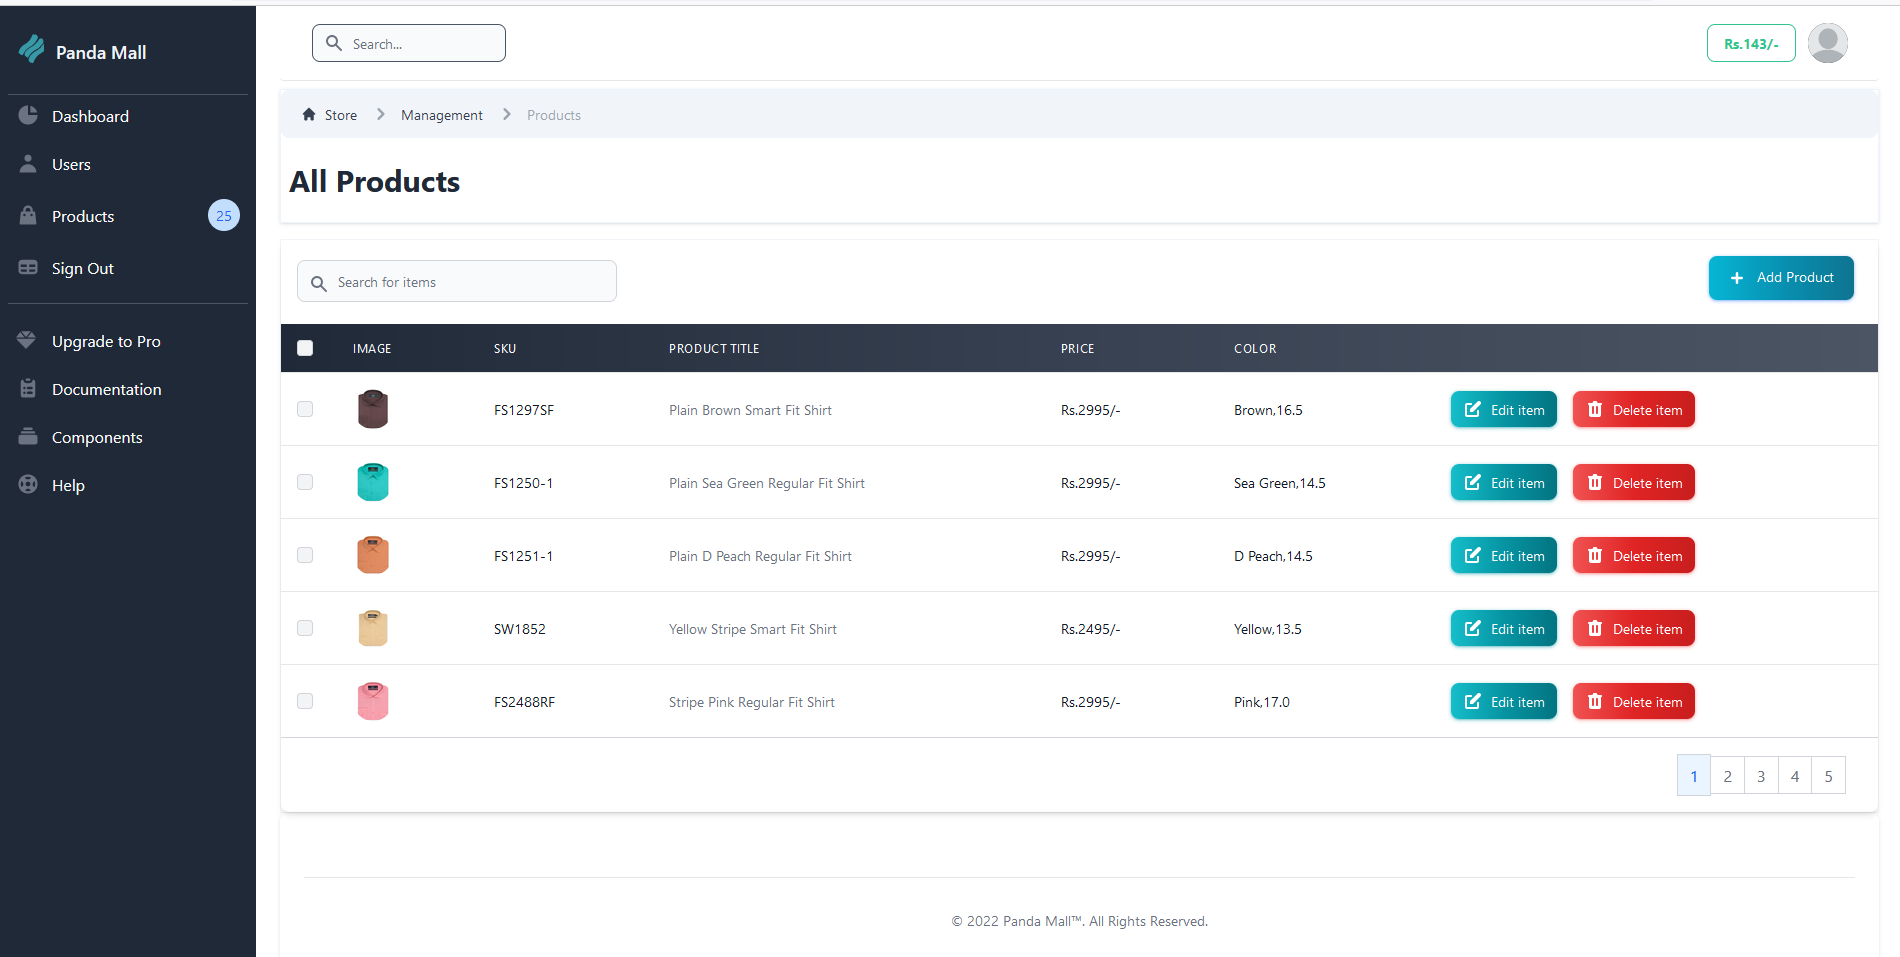 Panda Mall
Dashboard
Users
Products 25
Sign Out
Upgrade to Pro
Documentation
Components
Help
Search...
Rs.143/-
Store Management Products
All Products
Search for items
Add Product
IMAGE SKU PRODUCT TITLE PRICE COLOR
FS1297SF Plain Brown Smart Fit Shirt Rs.2995/- Brown,16.5 Edit item Delete item
FS1250-1 Plain Sea Green Regular Fit Shirt Rs.2995/- Sea Green,14.5 Edit item Delete item
FS1251-1 Plain D Peach Regular Fit Shirt Rs.2995/- D Peach,14.5 Edit item Delete item
SW1852 Yellow Stripe Smart Fit Shirt Rs.2495/- Yellow,13.5 Edit item Delete item
FS2488RF Stripe Pink Regular Fit Shirt Rs.2995/- Pink,17.0 Edit item Delete item
1 2 3 4 5
© 2022 Panda Mall™. All Rights Reserved.